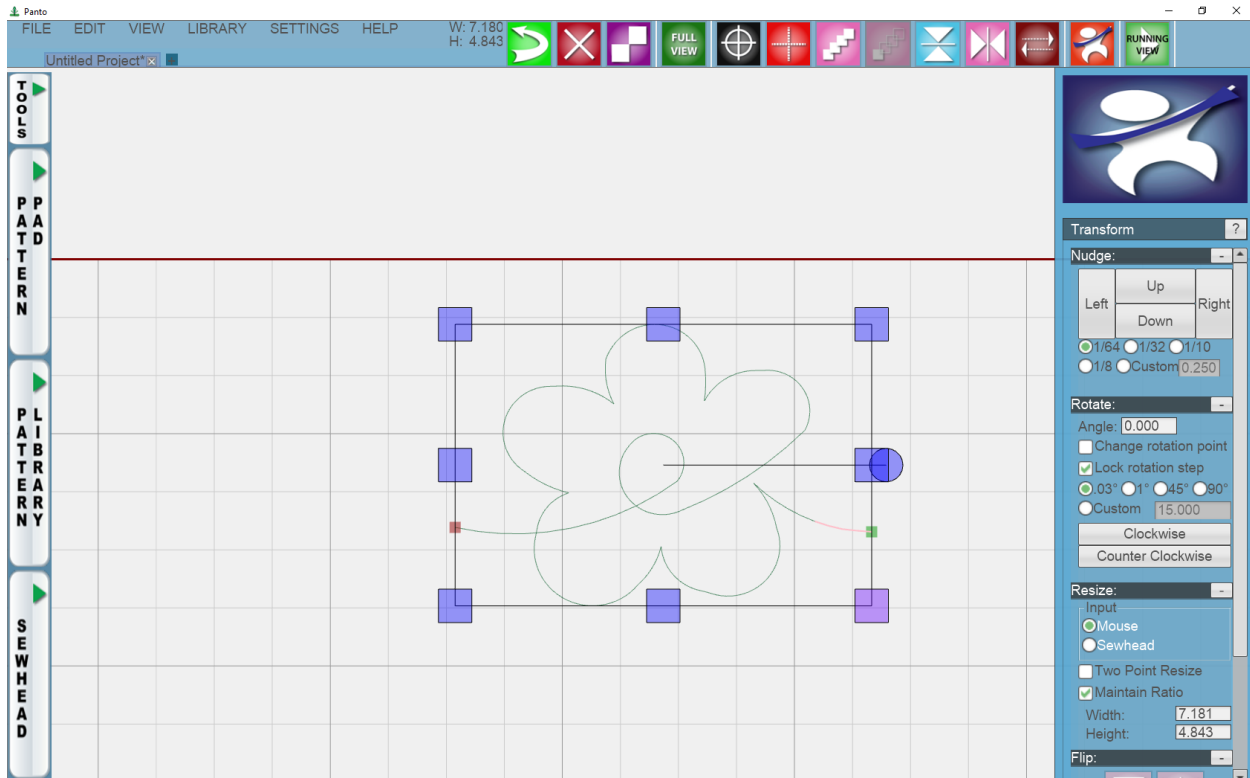 Panto
FILE EDIT VIEW LIBRARY SETTINGS HELP
W: 7.180
H: 4.843
FULL
VIEW
RUNNING
VIEW
Untitled Project*
TOOLS
PATTERN PAD
PATTERN LIBRARY
SEWHEAD
Transform ?
Nudge: -
Left Up Right
Down
1/64 1/32 1/10
1/8 Custom 0.250
Rotate: -
Angle: 0.000
Change rotation point
Lock rotation step
.03° 1° 45° 90°
Custom 15.000
Clockwise
Counter Clockwise
Resize: -
Input
Mouse
Sewhead
Two Point Resize
Maintain Ratio
Width: 7.181
Height: 4.843
Flip: -